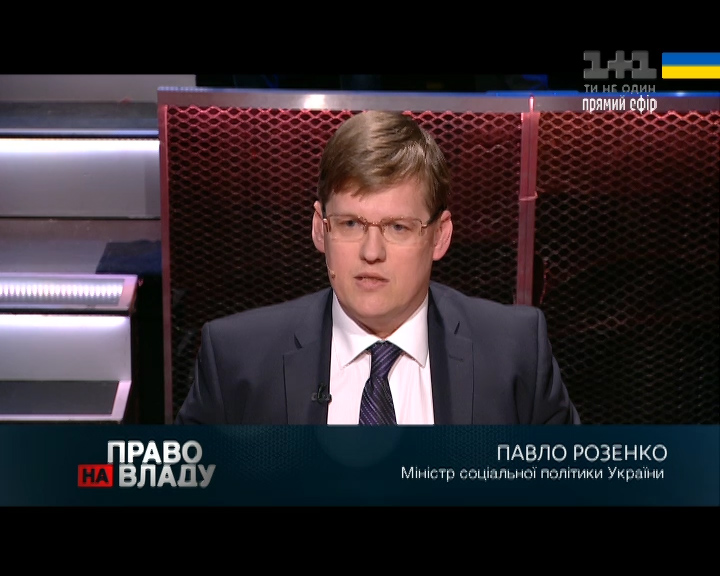 1+1
ТИ НЕ ОДИН
ПРЯМИЙ ЕФІР
ПРАВО
НА ВЛАДУ
ПАВЛО РОЗЕНКО
Міністр соціальної політики України